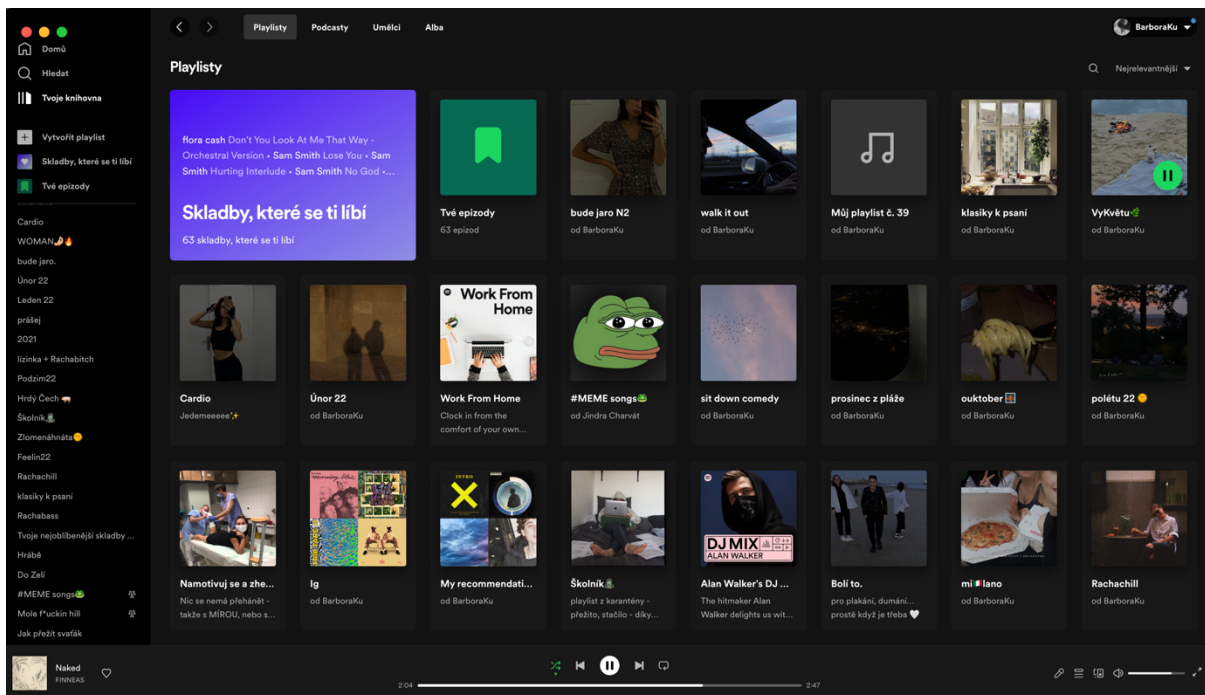 Playlisty
Podcasty
Umělci
Alba
BarboraKu
Domů
Hledat
Tvoje knihovna
Vytvořit playlist
Skladby, které se ti líbí
Tvé epizody
Cardio
WOMAN🤌🔥
bude jaro.
Únor 22
Leden 22
prášej
2021
lízinka + Rachabitch
Podzim22
Hrdý Čech
Školník
Zlomenáhnáta
Feelin22
Rachachill
klasiky k psaní
Rachabass
Tvoje nejoblíbenější skladby ...
Hrábě
Do Zelí
#MEME songs🐸
Mole f*uckin hill
Jak přežít svaťák
Playlisty
Nejrelevantnější
flora cash Don't You Look At Me That Way -
Orchestral Version • Sam Smith Lose You • Sam
Smith Hurting Interlude • Sam Smith No God •...
Skladby, které se ti líbí
63 skladby, které se ti líbí
Tvé epizody
63 epizod
bude jaro N2
od BarboraKu
walk it out
od BarboraKu
Můj playlist č. 39
od BarboraKu
klasiky k psaní
od BarboraKu
VyKvětu🌿
od BarboraKu
Cardio
Jedemeeeee✨
Únor 22
od BarboraKu
Work From
Home
Work From Home
Clock in from the
comfort of your own...
#MEME songs🐸
od Jindra Charvát
sit down comedy
od BarboraKu
prosinec z pláže
od BarboraKu
ouktober
od BarboraKu
polétu 22
od BarboraKu
Namotivuj se a zhe...
Nic se nemá přehánět -
takže s MÍROU, nebo s...
Ig
od BarboraKu
INTRO
My recommendati...
od BarboraKu
Školník
playlist z karantény -
přežito, stačilo - díky...
DJ MIX
ALAN WALKER
Alan Walker's DJ ...
The hitmaker Alan
Walker delights us wit...
Bolí to.
pro plakání, dumání...
prostě když je třeba 🤍
mi🇮🇹lano
od BarboraKu
Rachachill
od BarboraKu
Naked
FINNEAS
2:04
2:47